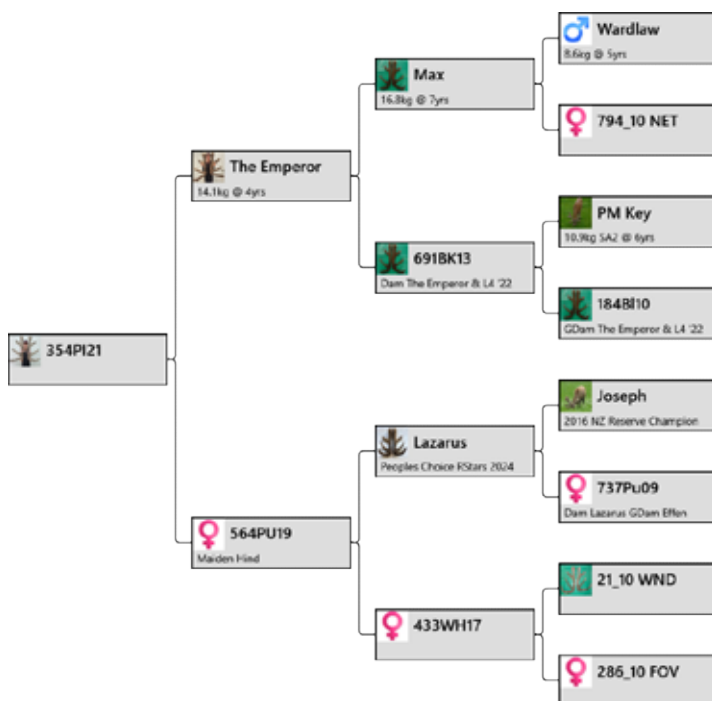 Wardlaw
8.6kg @ 5yrs
Max
16.8kg @ 7yrs
794_10 NET
The Emperor
14.1kg @ 4yrs
PM Key
10.9kg SA2 @ 6yrs
691BK13
Dam The Emperor & L4 '22
184Bl10
GDam The Emperor & L4 '22
354PI21
Joseph
2016 NZ Reserve Champion
Lazarus
Peoples Choice RStars 2024
737Pu09
Dam Lazarus GDam Effen
564PU19
Maiden Hind
21_10 WND
433WH17
286_10 FOV